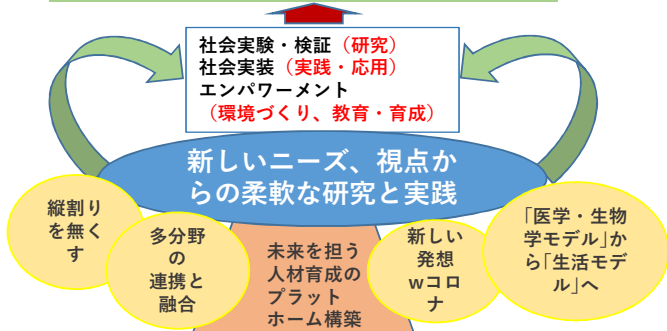 社会実験・検証（研究）
社会実装（実践・応用）
エンパワーメント
（環境づくり、教育・育成）
新しいニーズ、視点か
らの柔軟な研究と実践
縦割り
を無く
す
多分野
の
連携と
融合
未来を担う
人材育成の
プラット
ホーム構築
新しい
発想
wコロ
ナ
「医学・生物
学モデル」か
ら「生活モデ
ル」へ